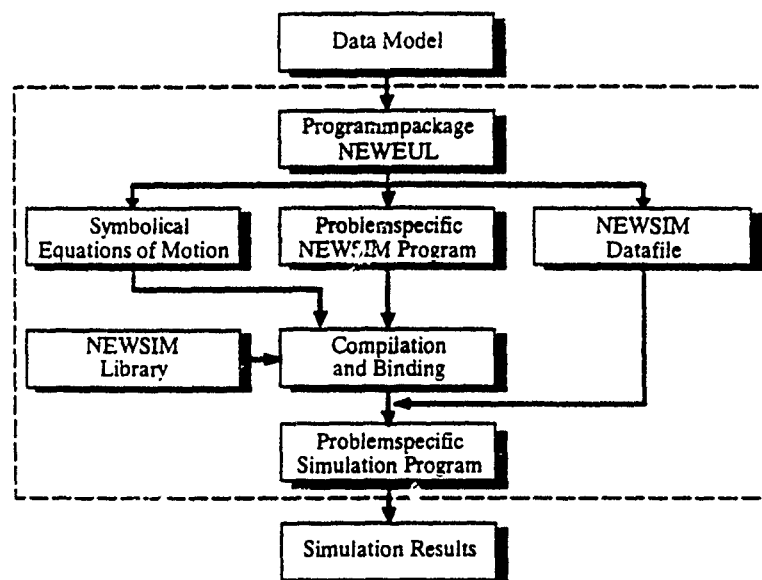 Data Model
Programmpackage
NEWEUL
Symbolical
Equations of Motion
Problemspecific
NEWSIM Program
NEWSIM
Datafile
NEWSIM
Library
Compilation
and Binding
Problemspecific
Simulation Program
Simulation Results